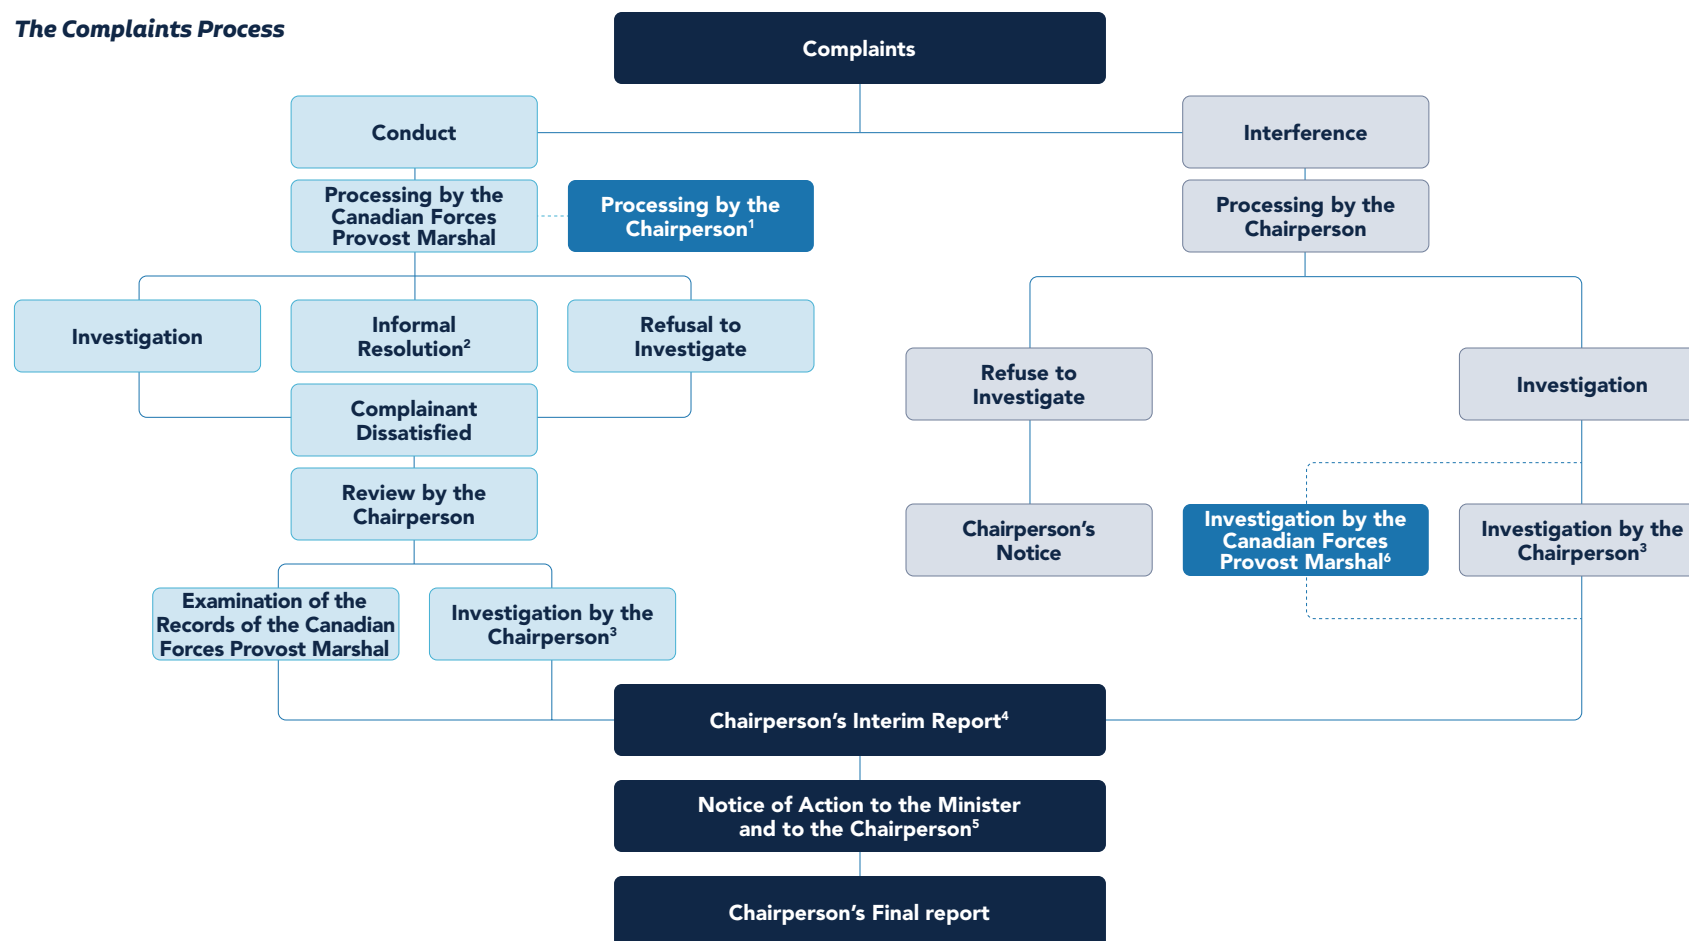 The Complaints Process
Complaints
Conduct
Interference
Processing by the
Canadian Forces
Provost Marshal
Processing by the
Chairperson¹
Processing by the
Chairperson
Investigation
Informal
Resolution²
Refusal to
Investigate
Refuse to
Investigate
Investigation
Complainant
Dissatisfied
Review by the
Chairperson
Chairperson’s
Notice
Investigation by the
Canadian Forces
Provost Marshal⁶
Investigation by the
Chairperson³
Examination of the
Records of the Canadian
Forces Provost Marshal
Investigation by the
Chairperson³
Chairperson’s Interim Report⁴
Notice of Action to the Minister
and to the Chairperson⁵
Chairperson’s Final report